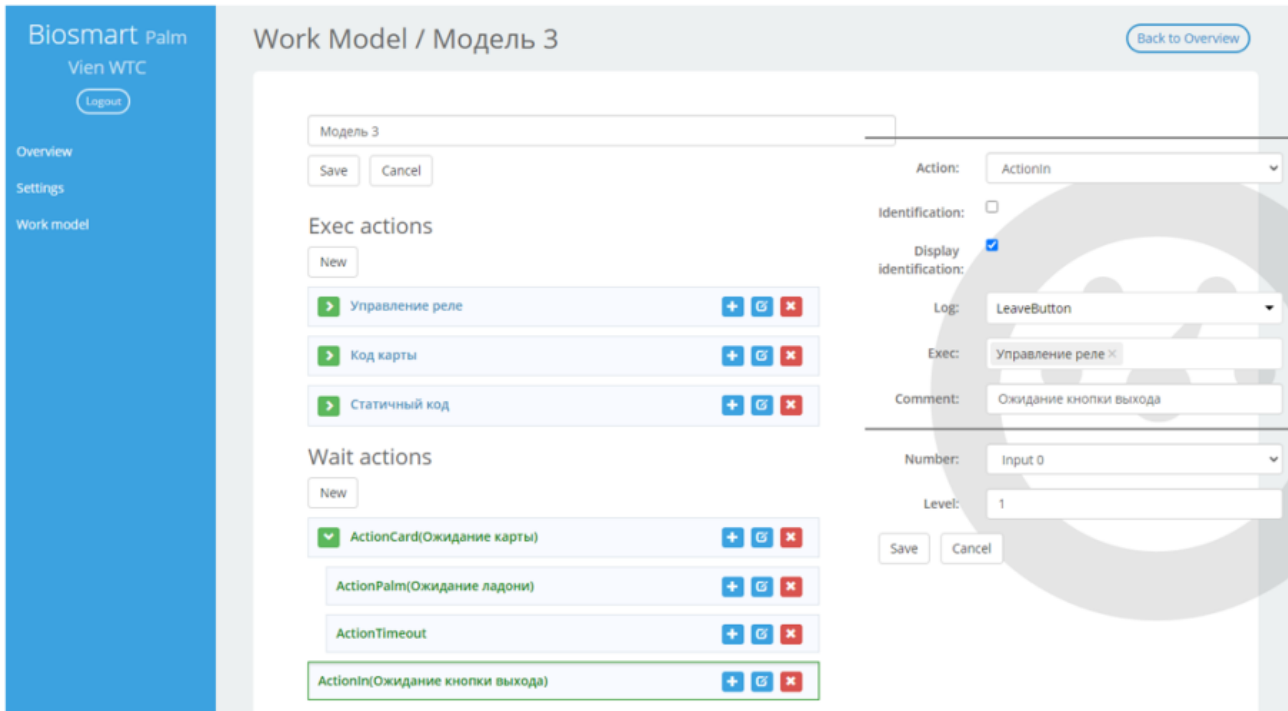 Biosmart Palm
Vien WTC
Logout
Overview
Settings
Work model
Work Model / Модель 3
Back to Overview
Модель 3
Save Cancel
Exec actions
New
Управление реле
Код карты
Статичный код
Wait actions
New
ActionCard(Ожидание карты)
ActionPalm(Ожидание ладони)
ActionTimeout
ActionIn(Ожидание кнопки выхода)
Action: ActionIn
Identification:
Display
identification:
Log: LeaveButton
Exec: Управление реле ×
Comment: Ожидание кнопки выхода
Number: Input 0
Level: 1
Save Cancel